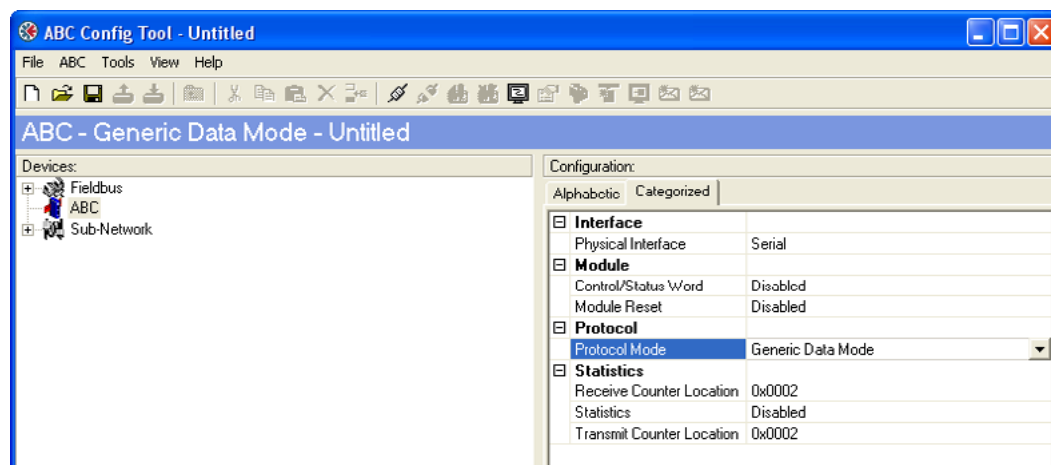 ABC Config Tool - Untitled
File ABC Tools View Help
ABC - Generic Data Mode - Untitled
Devices:
Fieldbus
ABC
Sub-Network
Configuration:
Alphabetic Categorized
Interface
Physical Interface Serial
Module
Control/Status Word Disabled
Module Reset Disabled
Protocol
Protocol Mode Generic Data Mode
Statistics
Receive Counter Location 0x0002
Statistics Disabled
Transmit Counter Location 0x0002